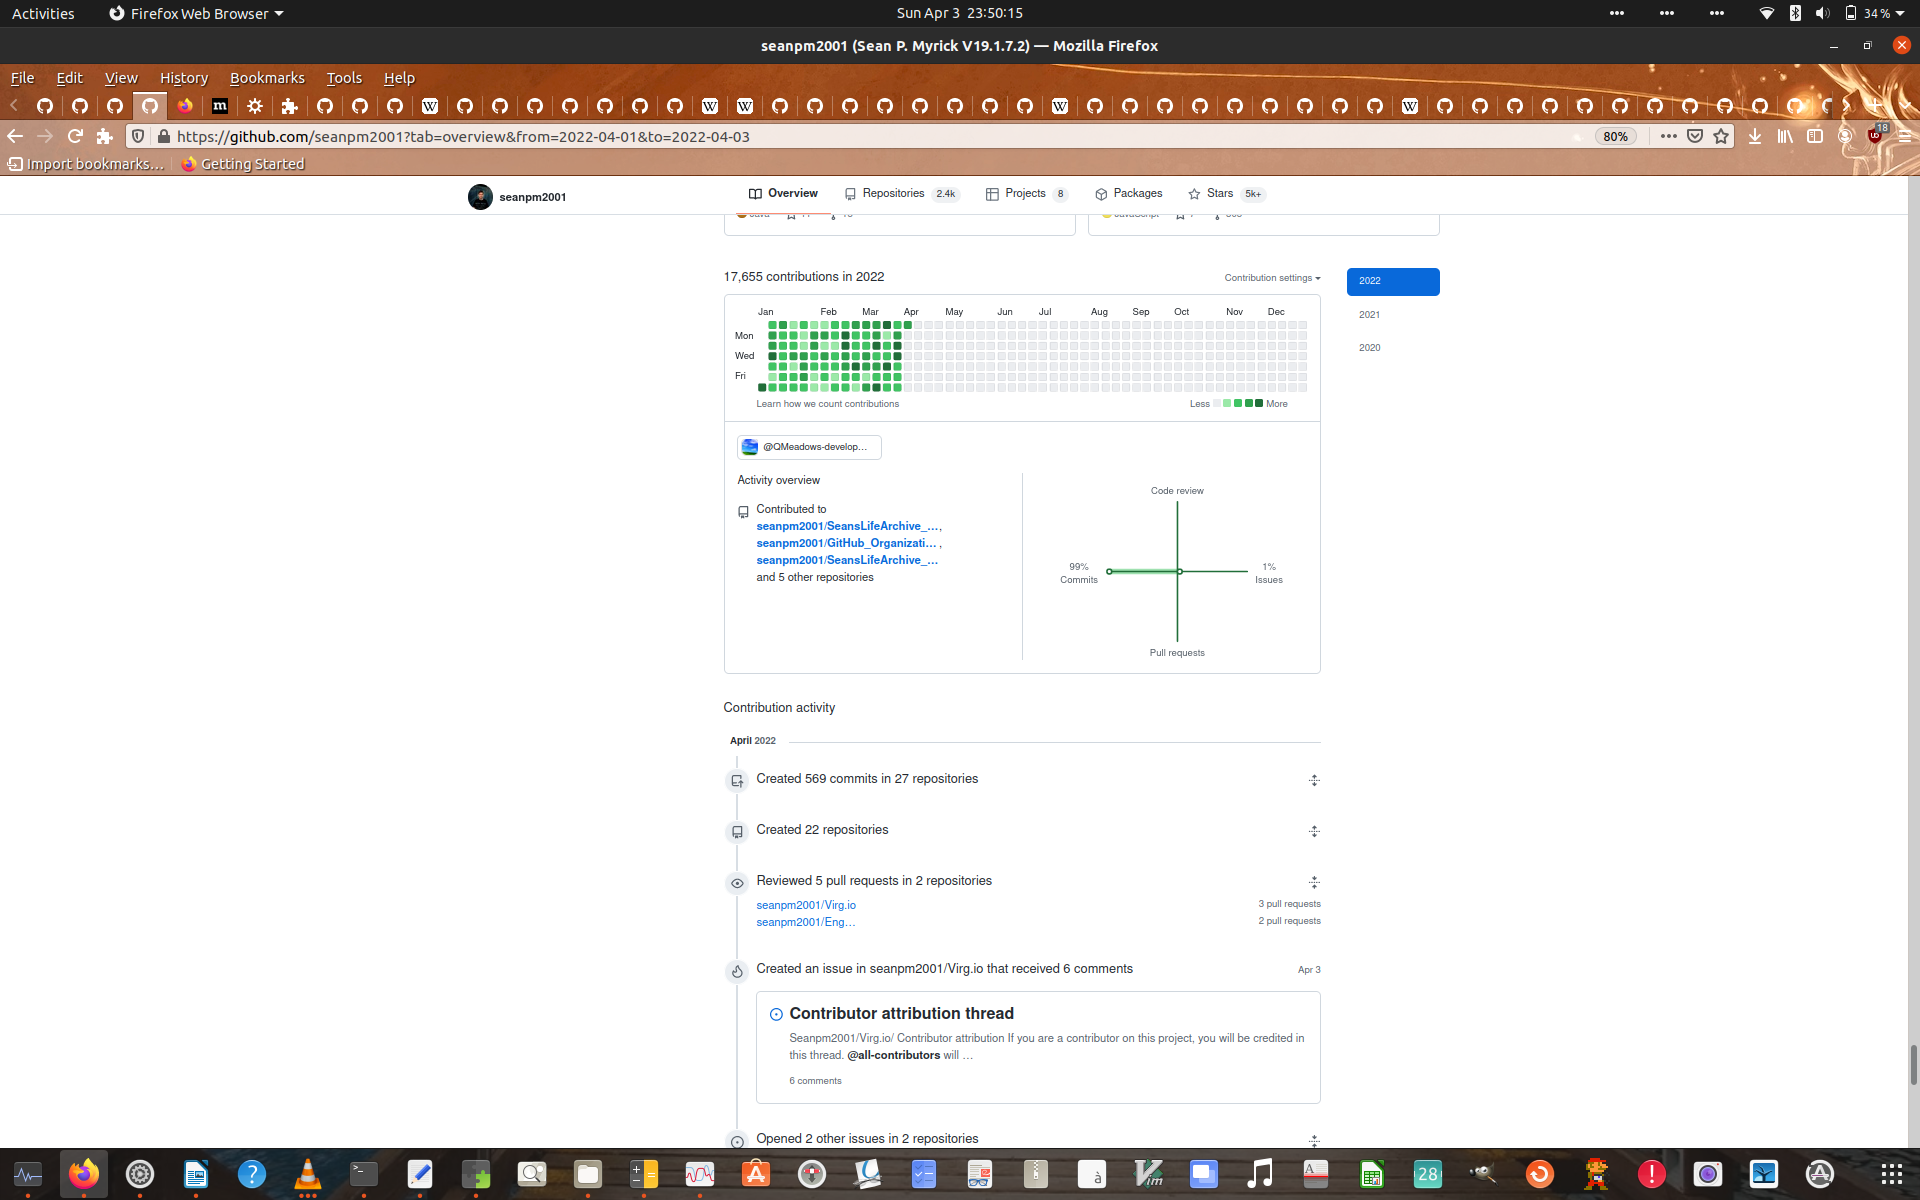 Activities
Firefox Web Browser
Sun Apr 3 23:50:15
34 %
seanpm2001 (Sean P. Myrick V19.1.7.2) — Mozilla Firefox
File Edit View History Bookmarks Tools Help
https://github.com/seanpm2001?tab=overview&from=2022-04-01&to=2022-04-03
80%
18
Import bookmarks...
Getting Started
seanpm2001
Overview
Repositories 2.4k
Projects 8
Packages
Stars 5k+
17,655 contributions in 2022
Contribution settings
2022
2021
2020
Jan Feb Mar Apr May Jun Jul Aug Sep Oct Nov Dec
Mon
Wed
Fri
Learn how we count contributions
Less More
@QMeadows-develop...
Activity overview
Contributed to
seanpm2001/SeansLifeArchive_... ,
seanpm2001/GitHub_Organizati... ,
seanpm2001/SeansLifeArchive_...
and 5 other repositories
Code review
99%
Commits
1%
Issues
Pull requests
Contribution activity
April 2022
Created 569 commits in 27 repositories
Created 22 repositories
Reviewed 5 pull requests in 2 repositories
seanpm2001/Virg.io 3 pull requests
seanpm2001/Eng... 2 pull requests
Created an issue in seanpm2001/Virg.io that received 6 comments
Apr 3
Contributor attribution thread
Seanpm2001/Virg.io/ Contributor attribution If you are a contributor on this project, you will be credited in
this thread. @all-contributors will ...
6 comments
Opened 2 other issues in 2 repositories
28